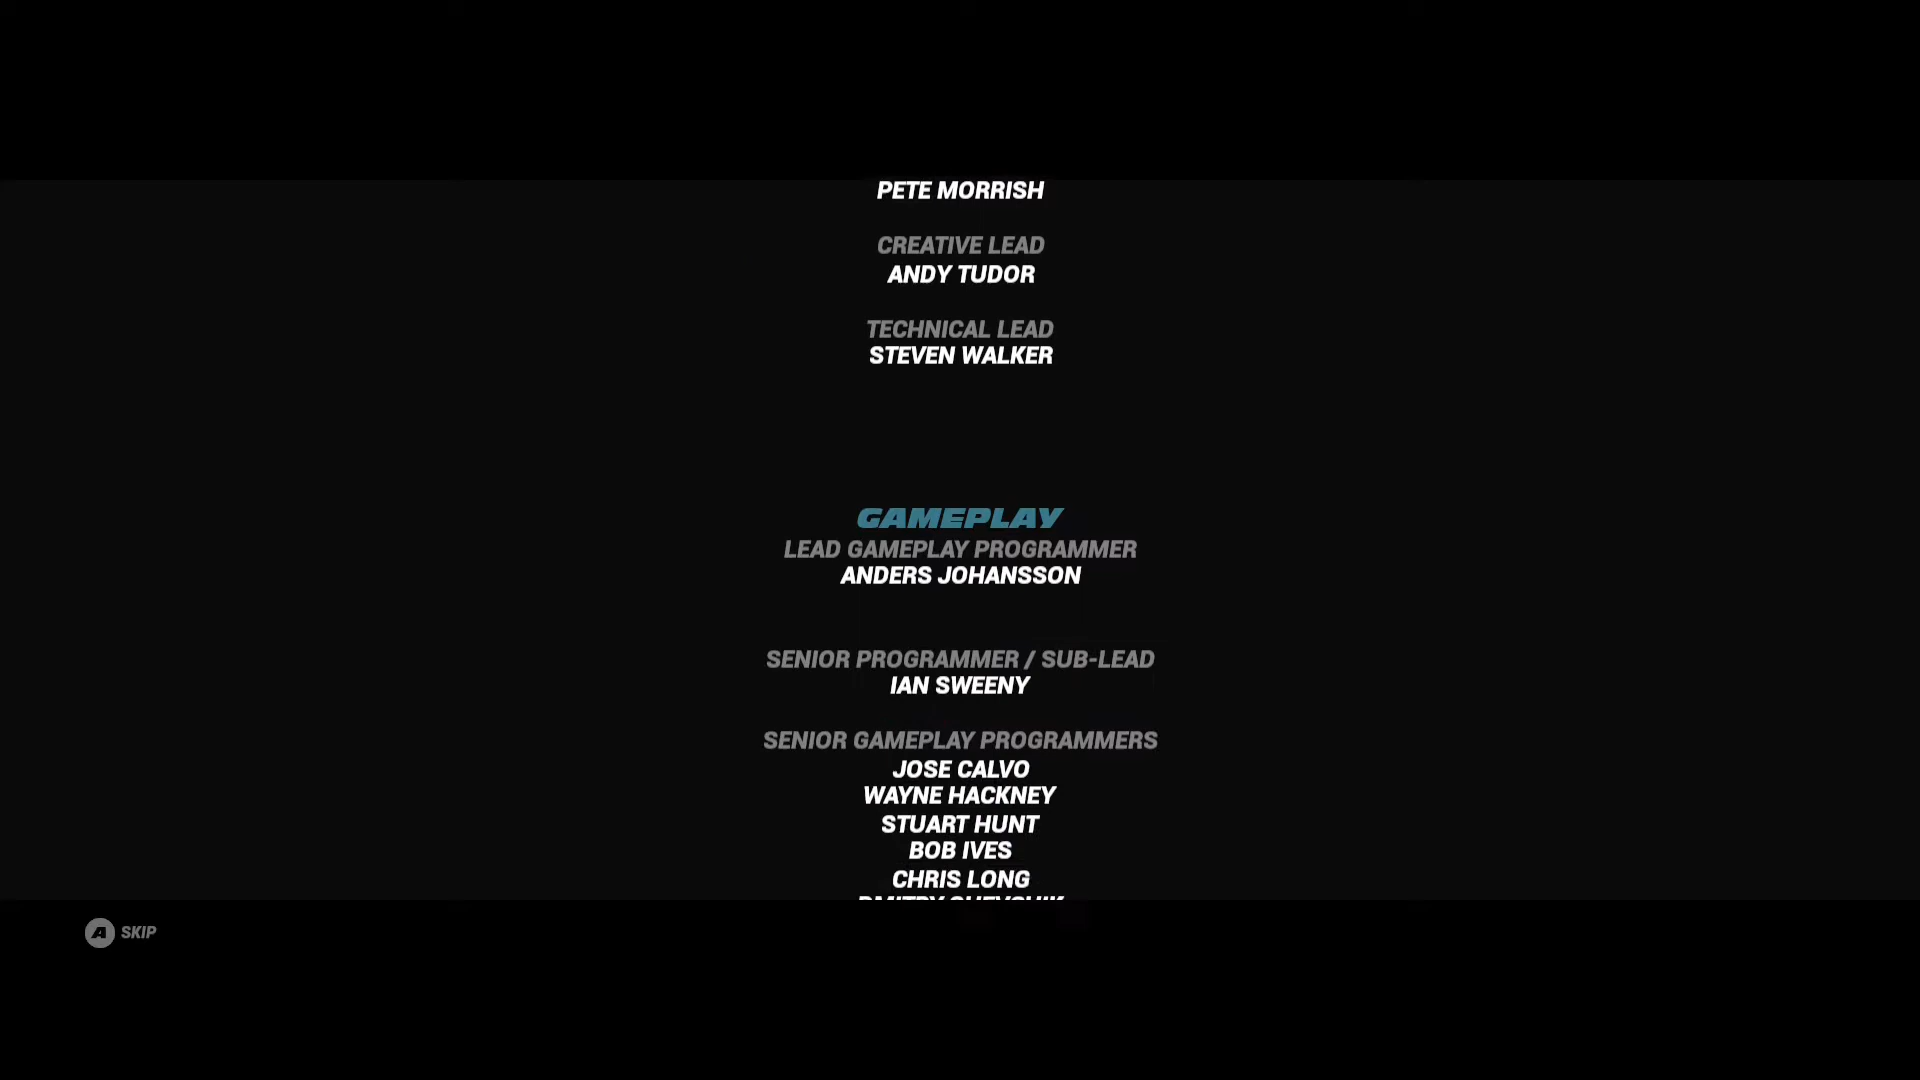 PETE MORRISH
CREATIVE LEAD
ANDY TUDOR
TECHNICAL LEAD
STEVEN WALKER
GAMEPLAY
LEAD GAMEPLAY PROGRAMMER
ANDERS JOHANSSON
SENIOR PROGRAMMER / SUB-LEAD
IAN SWEENY
SENIOR GAMEPLAY PROGRAMMERS
JOSE CALVO
WAYNE HACKNEY
STUART HUNT
BOB IVES
CHRIS LONG
A SKIP